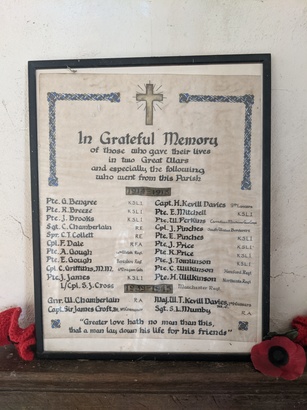 In Grateful Memory
of those who gave their lives
in two Great Wars
and especially, the following
who went from this Parish
Pte. G. Bengree K.S.L.I. Capt. H. Kevill Davies
Pte. R. Breeze K.S.L.I. Pte. E. Mitchell K.S.L.I.
Pte. J. Brooks K.S.L.I. Pte. W. Perkins
Sgt. C. Chamberlain R.E. Cpl. J. Pinches
Spr. C.T. Collett R.E. Pte. E. Pinches K.S.L.I.
Cpl. F. Dale R.F.A. Pte. J. Price K.S.L.I.
Pte. A. Gough Pte. R. Price K.S.L.I.
Pte. E. Gough Pte. J. Tomlinson K.S.L.I.
Cpl. C. Griffiths, M.M. Pte. C. Wilkinson
Pte. J. James K.S.L.I. Pte. H. Wilkinson
L/Cpl. S.J. Cross Manchester Regt.
Gnr. W. Chamberlain R.A. Maj. W.T. Kevill Davies
Capt. Sir James Croft, Bt. Sgt. S.L. Mumby R.A.
"Greater love hath no man than this,
that a man lay down his life for his friends"